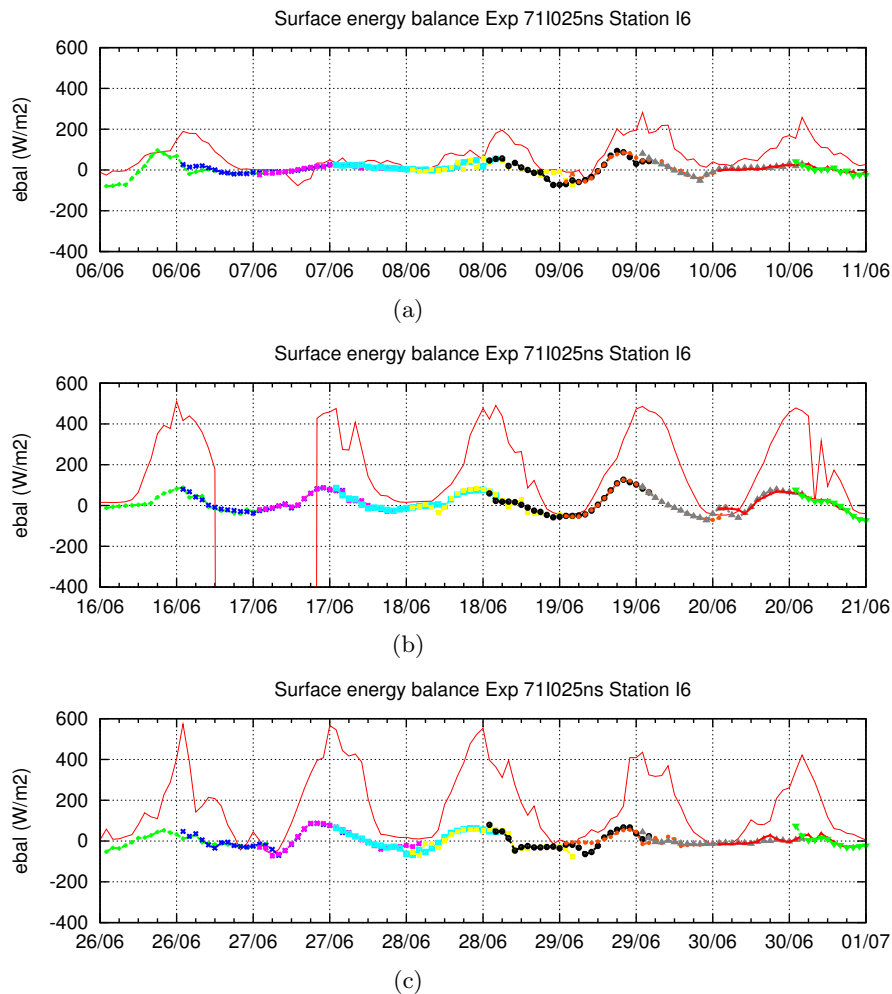 Surface energy balance Exp 71I025ns Station I6
600
400
200
0
-200
-400
ebal (W/m2)
06/06 06/06 07/06 07/06 08/06 08/06 09/06 09/06 10/06 10/06 11/06
(a)
Surface energy balance Exp 71I025ns Station I6
600
400
200
0
-200
-400
ebal (W/m2)
16/06 16/06 17/06 17/06 18/06 18/06 19/06 19/06 20/06 20/06 21/06
(b)
Surface energy balance Exp 71I025ns Station I6
600
400
200
0
-200
-400
ebal (W/m2)
26/06 26/06 27/06 27/06 28/06 28/06 29/06 29/06 30/06 30/06 01/07
(c)